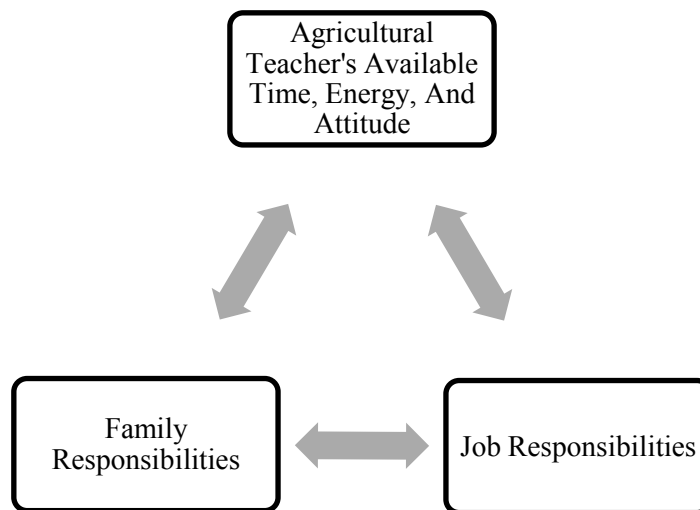 Agricultural
Teacher's Available
Time, Energy, And
Attitude
Family
Responsibilities
Job Responsibilities